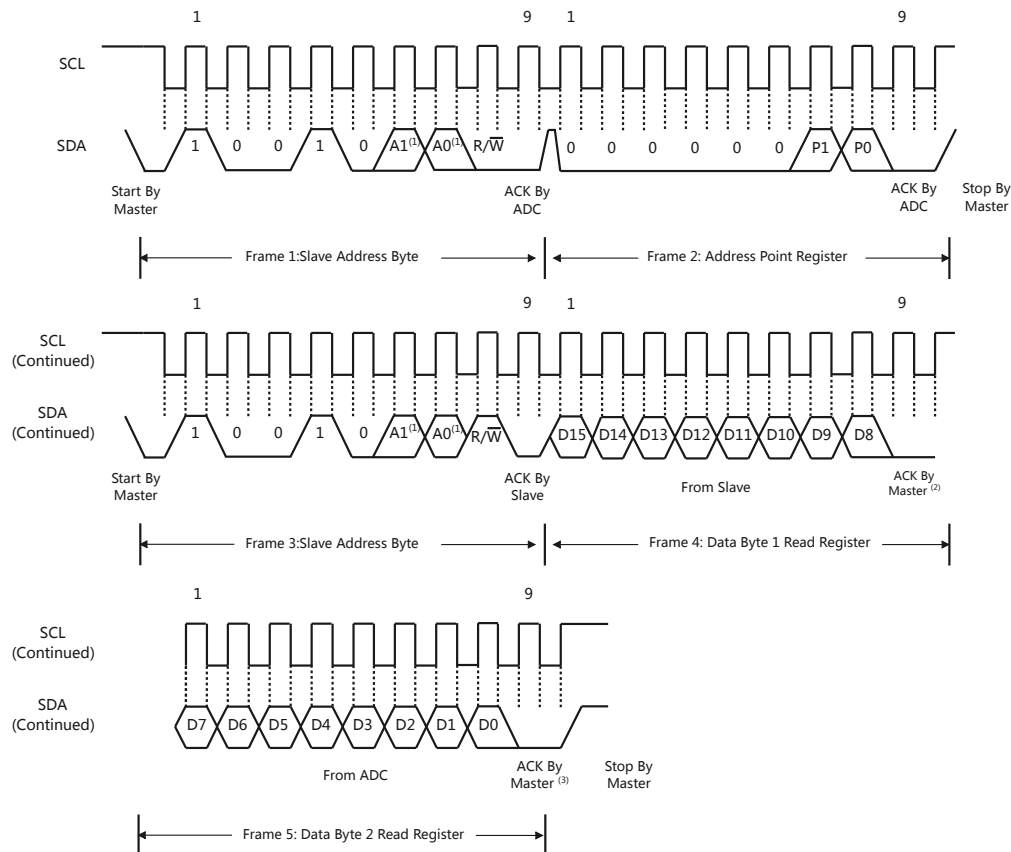 1 9 1 9
SCL
SDA
1 0 0 1 0 A1(1) A0(1) R/W̅ 0 0 0 0 0 0 P1 P0
Start By
Master
ACK By
ADC
ACK By
ADC
Stop By
Master
Frame 1:Slave Address Byte
Frame 2: Address Point Register
1 9 1 9
SCL
(Continued)
SDA
(Continued)
1 0 0 1 0 A1(1) A0(1) R/W̅ D15 D14 D13 D12 D11 D10 D9 D8
Start By
Master
ACK By
Slave
From Slave
ACK By
Master (2)
Frame 3:Slave Address Byte
Frame 4: Data Byte 1 Read Register
1 9
SCL
(Continued)
SDA
(Continued)
D7 D6 D5 D4 D3 D2 D1 D0
From ADC
ACK By
Master (3)
Stop By
Master
Frame 5: Data Byte 2 Read Register